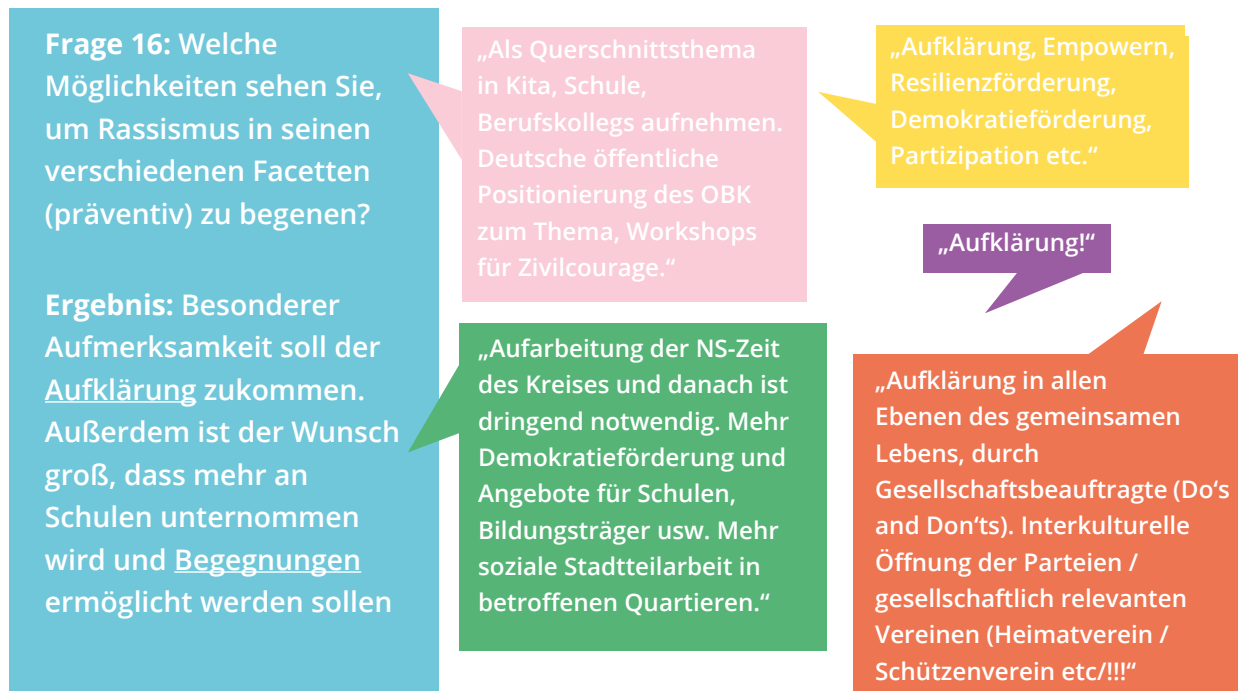 Frage 16: Welche
Möglichkeiten sehen Sie,
um Rassismus in seinen
verschiedenen Facetten
(präventiv) zu begenen?
Ergebnis: Besonderer
Aufmerksamkeit soll der
Aufklärung zukommen.
Außerdem ist der Wunsch
groß, dass mehr an
Schulen unternommen
wird und Begegnungen
ermöglicht werden sollen
„Als Querschnittsthema
in Kita, Schule,
Berufskollegs aufnehmen.
Deutsche öffentliche
Positionierung des OBK
zum Thema, Workshops
für Zivilcourage.“
„Aufklärung, Empowern,
Resilienzförderung,
Demokratieförderung,
Partizipation etc.“
„Aufklärung!“
„Aufarbeitung der NS-Zeit
des Kreises und danach ist
dringend notwendig. Mehr
Demokratieförderung und
Angebote für Schulen,
Bildungsträger usw. Mehr
soziale Stadtteilarbeit in
betroffenen Quartieren.“
„Aufklärung in allen
Ebenen des gemeinsamen
Lebens, durch
Gesellschaftsbeauftragte (Do‘s
and Don‘ts). Interkulturelle
Öffnung der Parteien /
gesellschaftlich relevanten
Vereinen (Heimatverein /
Schützenverein etc/!!!“